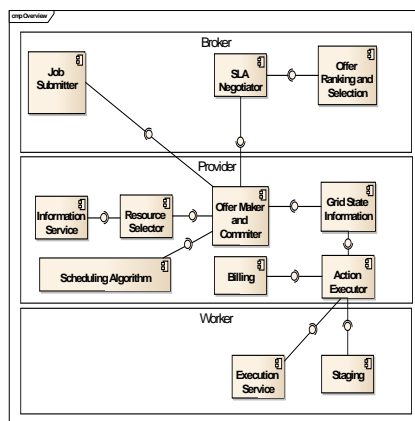 cmp Overview
Broker
Job
Submitter
SLA
Negotiator
Offer
Ranking and
Selection
Provider
Information
Service
Resource
Selector
Offer Maker
and
Commiter
Grid State
Information
Scheduling Algorithm
Billing
Action
Executor
Worker
Execution
Service
Staging